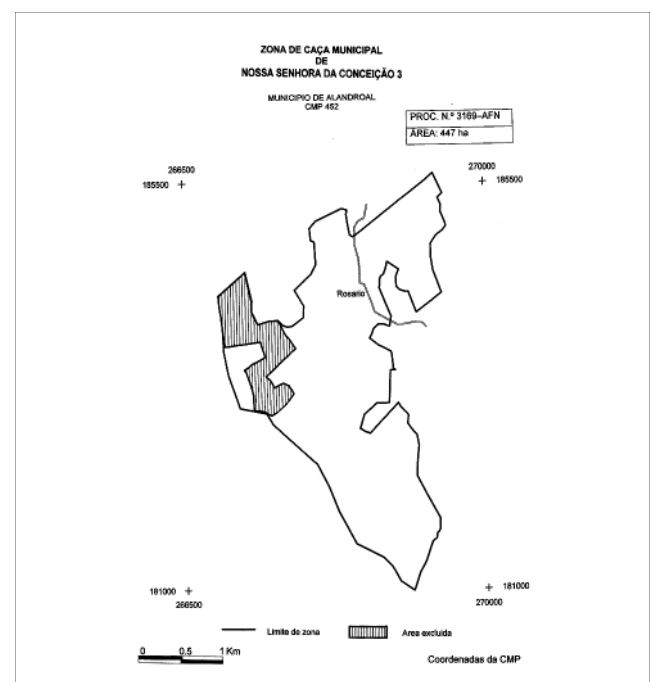 ZONA DE CAÇA MUNICIPAL
DE
NOSSA SENHORA DA CONCEIÇÃO 3
MUNICIPIO DE ALANDROAL
CMP 452
PROC. N.º 3169–AFN
ÁREA: 447 ha
266500
185500
270000
185500
Rosario
181000
266500
181000
270000
Limite de zona
Area excluida
0 0.5 1 Km
Coordenadas da CMP